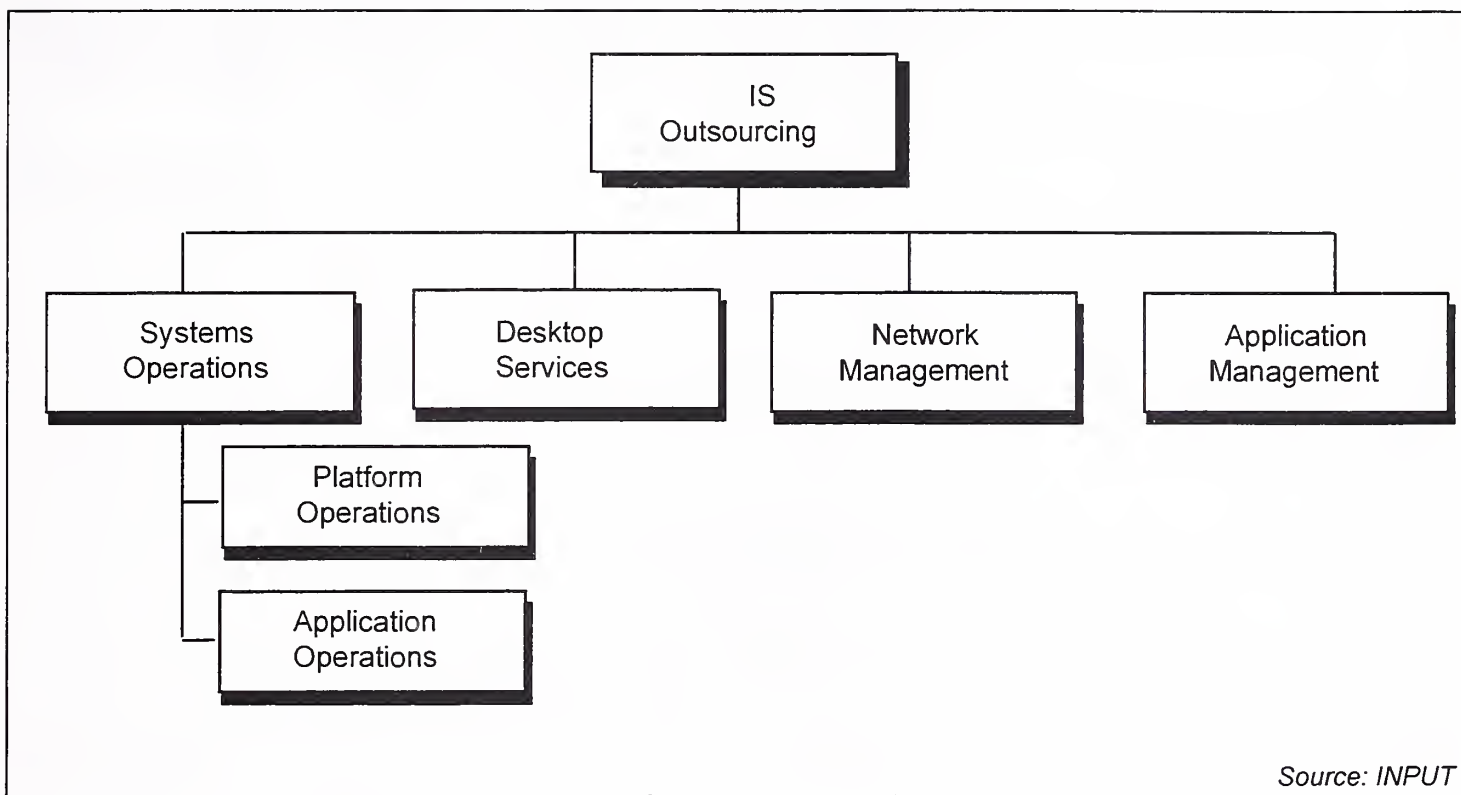 IS
Outsourcing
Systems
Operations
Desktop
Services
Network
Management
Application
Management
Platform
Operations
Application
Operations
Source: INPUT